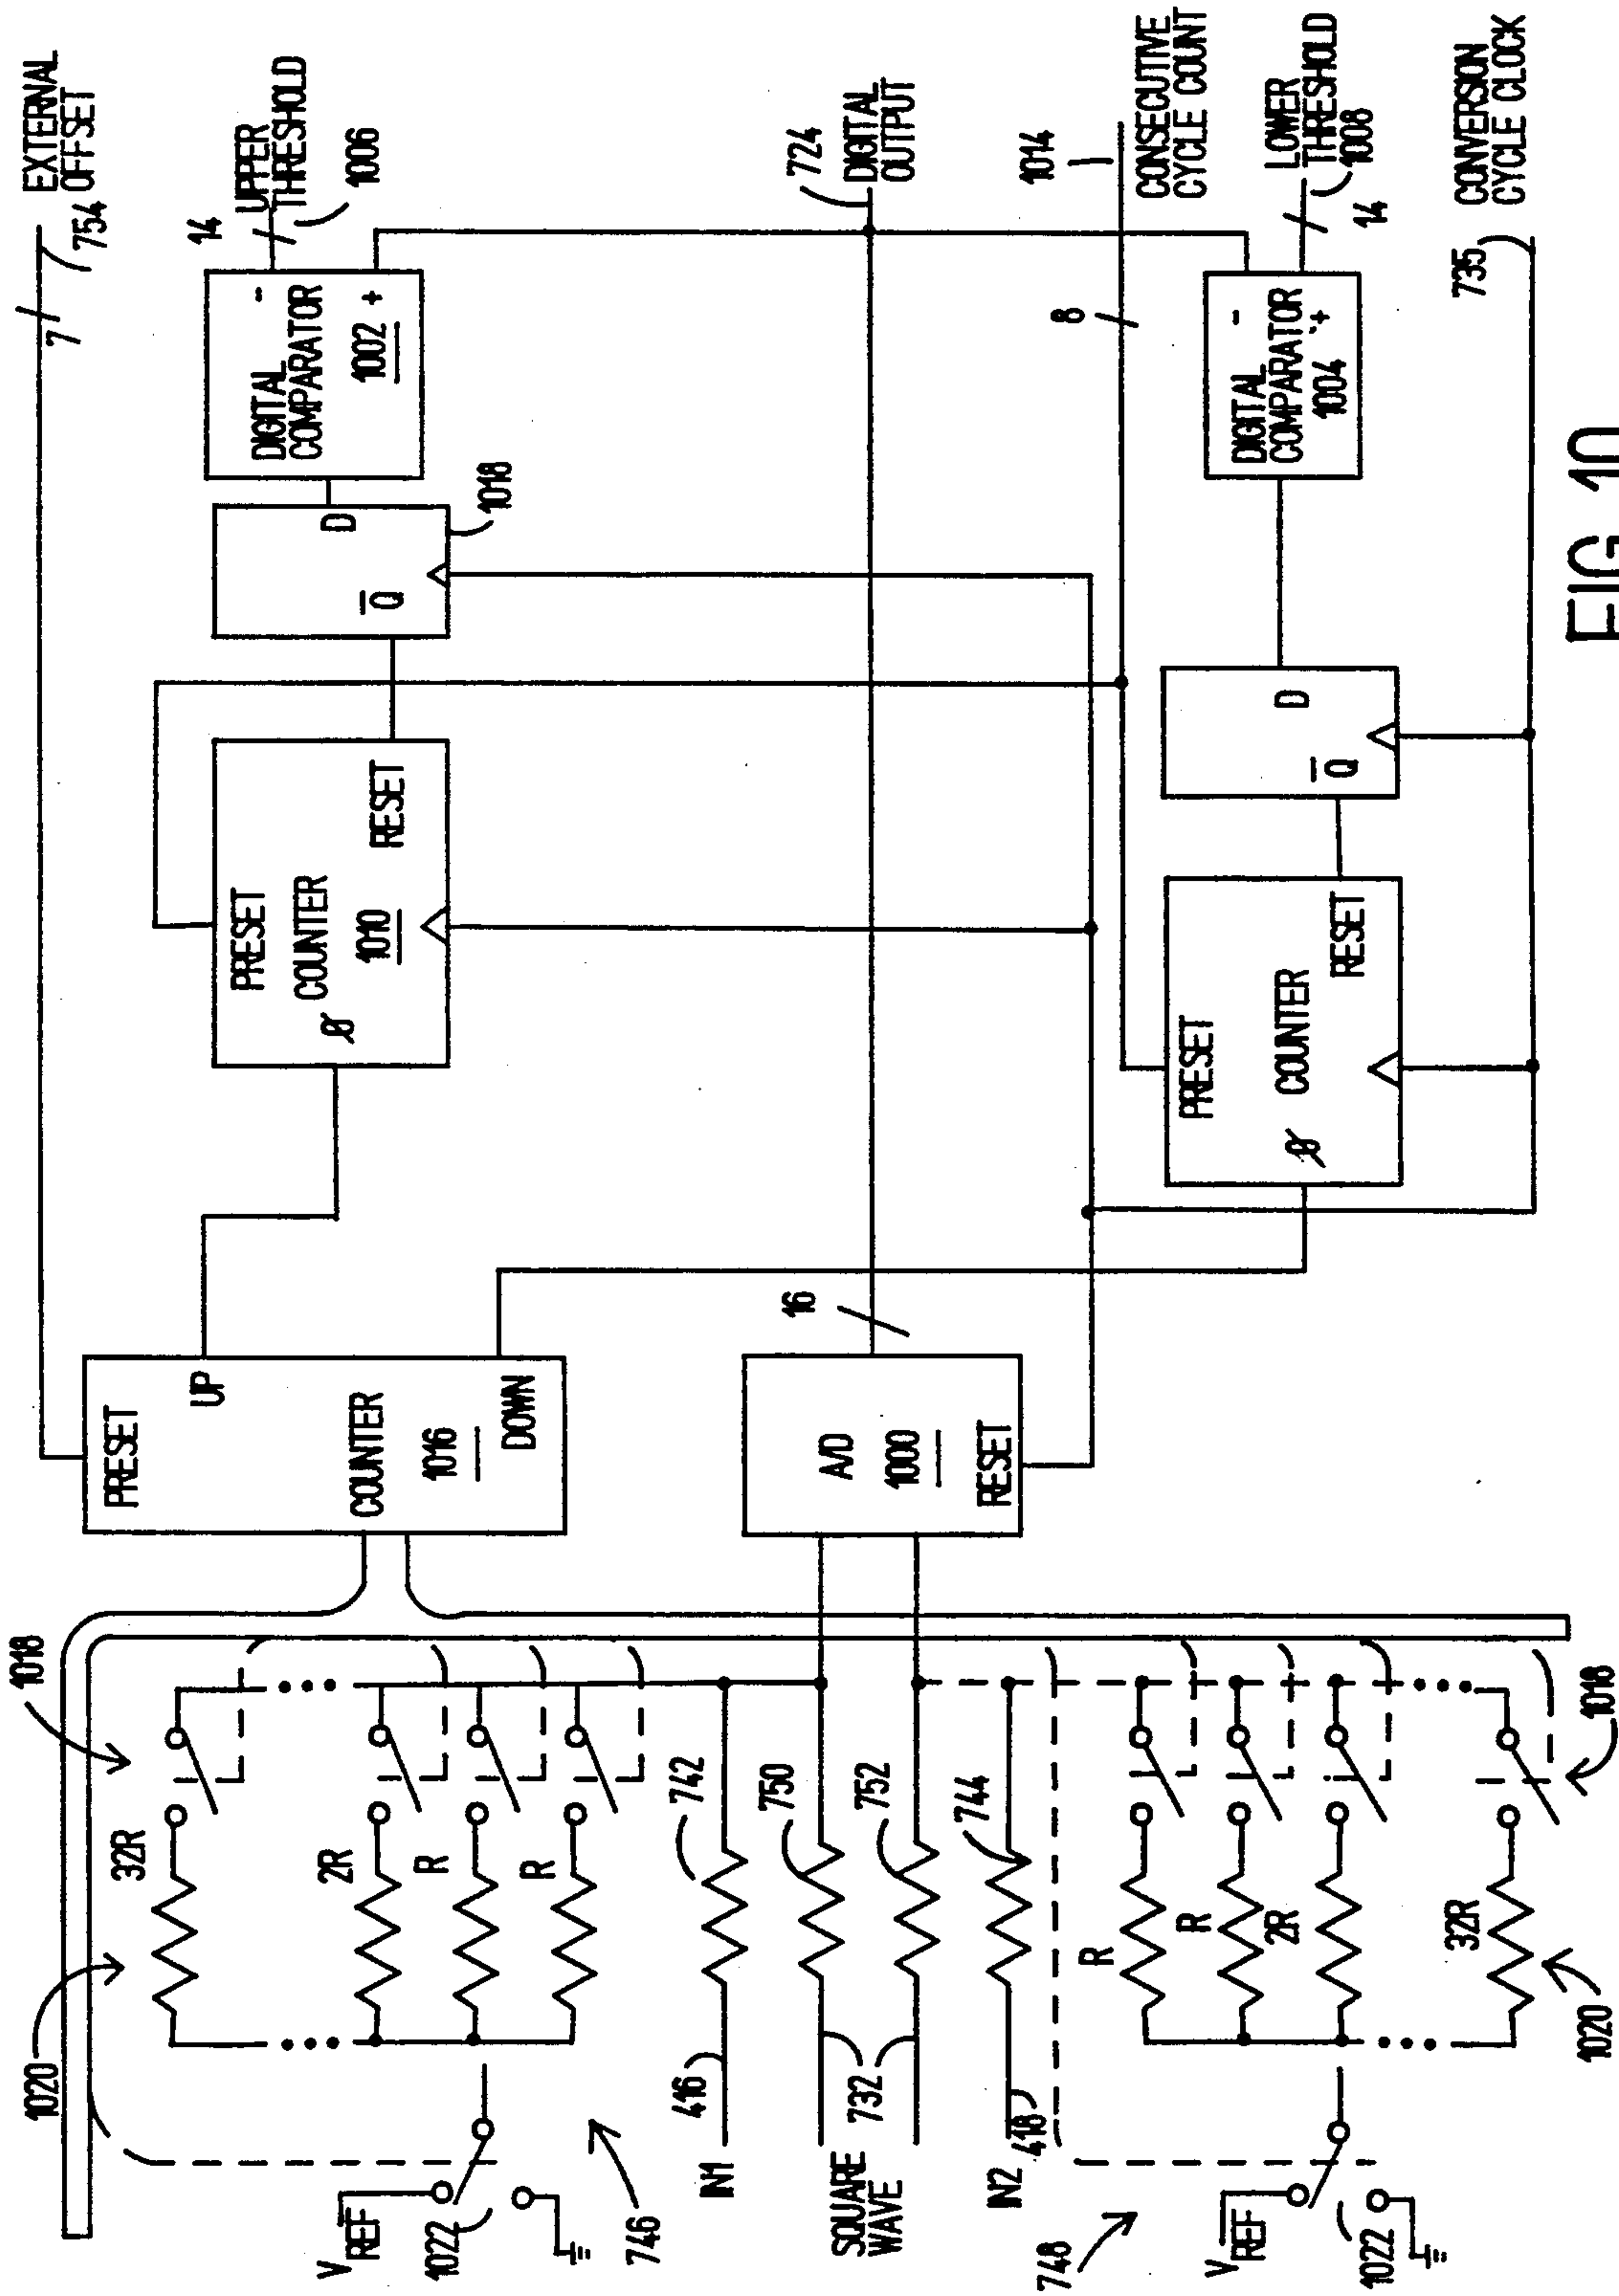 1020
1018
32R
2R
R
R
V REF
1022
746
PRESET
UP
COUNTER
1016
DOWN
7
754
EXTERNAL
OFFSET
PRESET
COUNTER
1010
RESET
0
D
Q
1018
DIGITAL
COMPARATOR
1002
-
+
14
UPPER
THRESHOLD
1006
IN1
416
742
SQUARE
WAVE
732
750
752
IN2
418
744
A/D
1000
RESET
16
724
DIGITAL
OUTPUT
8
1014
CONSECUTIVE
CYCLE COUNT
748
V REF
1022
R
R
2R
32R
1020
1018
PRESET
COUNTER
RESET
0
D
Q
DIGITAL
COMPARATOR
1004
-
+
LOWER
THRESHOLD
1008
14
735
CONVERSION
CYCLE CLOCK
FIG. 10